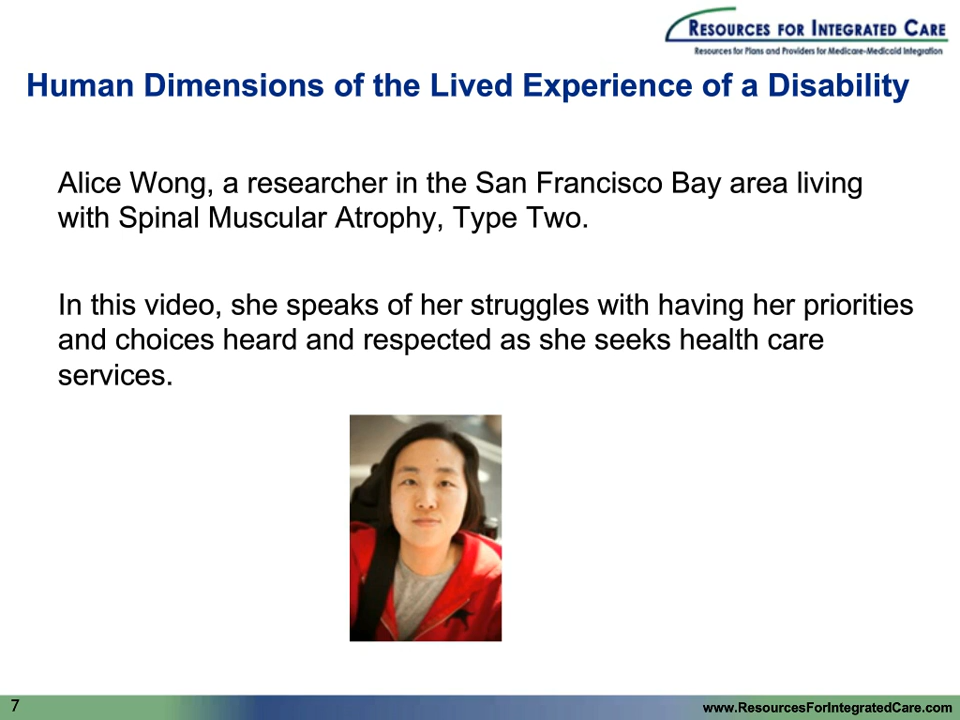 RESOURCES FOR INTEGRATED CARE
Resources for Plans and Providers for Medicare-Medicaid Integration
Human Dimensions of the Lived Experience of a Disability
Alice Wong, a researcher in the San Francisco Bay area living
with Spinal Muscular Atrophy, Type Two.
In this video, she speaks of her struggles with having her priorities
and choices heard and respected as she seeks health care
services.
7
www.ResourcesForIntegratedCare.com